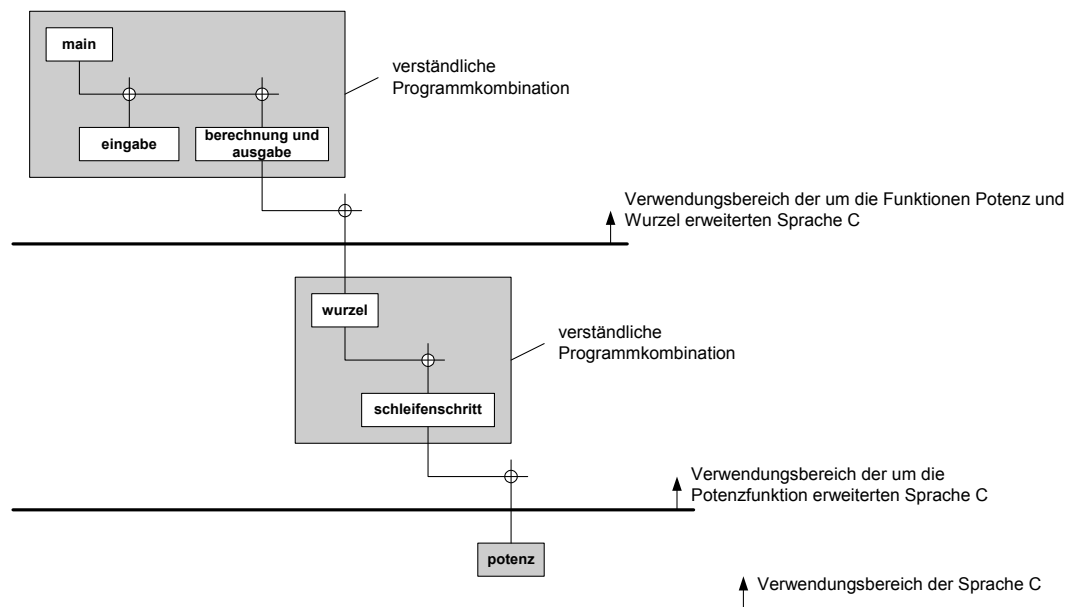 main
verständliche
Programmkombination
eingabe
berechnung und
ausgabe
Verwendungsbereich der um die Funktionen Potenz und
Wurzel erweiterten Sprache C
wurzel
verständliche
Programmkombination
schleifenschritt
Verwendungsbereich der um die
Potenzfunktion erweiterten Sprache C
potenz
Verwendungsbereich der Sprache C